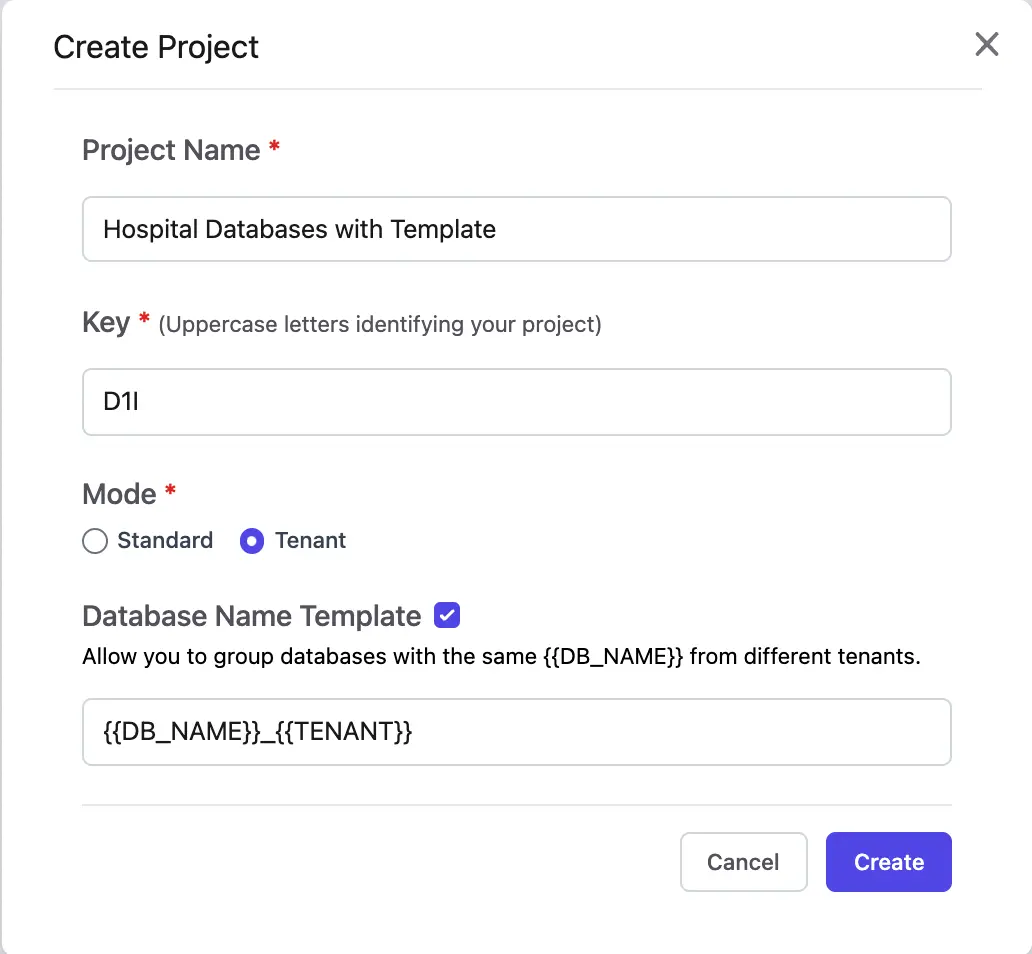 Create Project
Project Name *
Hospital Databases with Template
Key * (Uppercase letters identifying your project)
D1I
Mode *
Standard Tenant
Database Name Template
Allow you to group databases with the same {{DB_NAME}} from different tenants.
{{DB_NAME}}_{{TENANT}}
Cancel Create